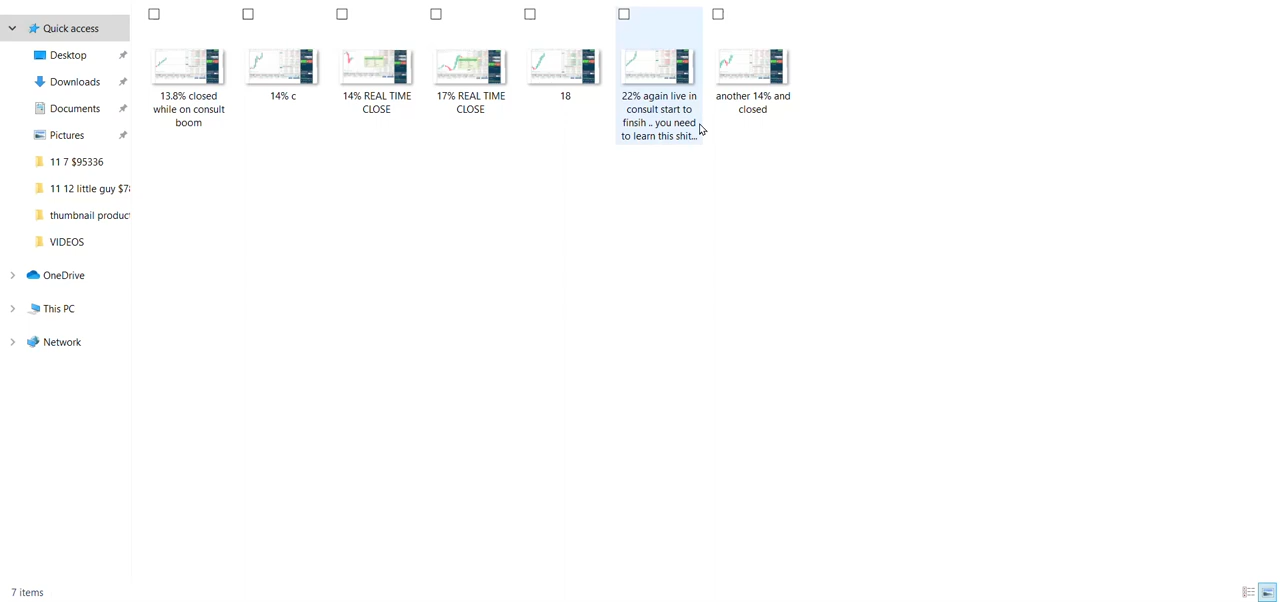 Quick access
Desktop
Downloads
Documents
Pictures
11 7 $95336
11 12 little guy $78
thumbnail product
VIDEOS
OneDrive
This PC
Network
13.8% closed
while on consult
boom
14% c
14% REAL TIME
CLOSE
17% REAL TIME
CLOSE
18
22% again live in
consult start to
finsih .. you need
to learn this shit...
another 14% and
closed
7 items